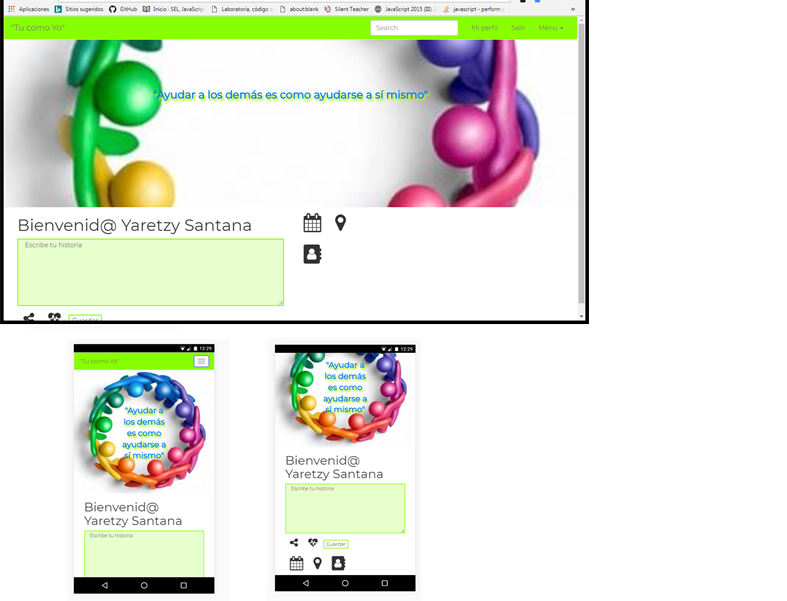 Aplicaciones Sitios sugeridos GitHub Inicio - SEL, JavaScrip Laboratoria, código c about:blank Silent Teacher JavaScript 2015 (II): javascript - perform »
"Tu como Yo" Search Mi perfil Salir Menu
"Ayudar a los demás es como ayudarse a sí mismo"
Bienvenid@ Yaretzy Santana
Escribe tu historia
Guardar
12:29
"Tu como Yo"
"Ayudar a
los demás
es como
ayudarse a
sí mismo"
Bienvenid@
Yaretzy Santana
Escribe tu historia
12:29
"Ayudar a
los demás
es como
ayudarse a
sí mismo"
Bienvenid@
Yaretzy Santana
Escribe tu historia
Guardar